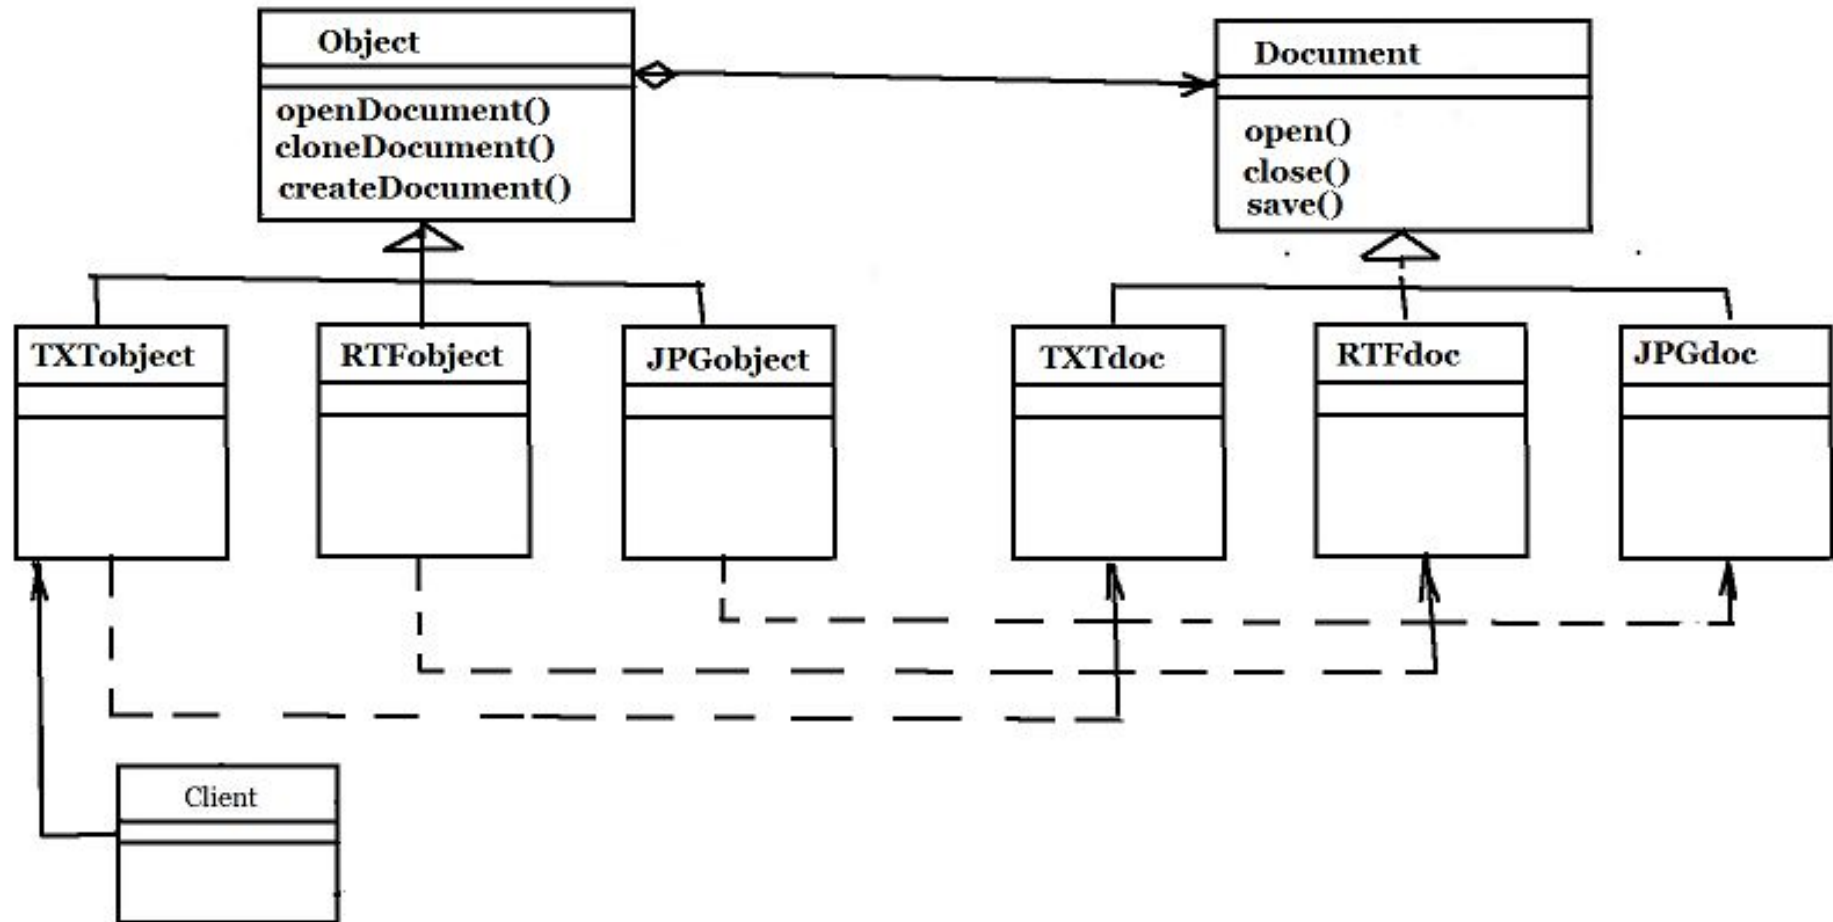 Object
openDocument()
cloneDocument()
createDocument()
Document
open()
close()
save()
TXTobject
RTFobject
JPGobject
TXTdoc
RTFdoc
JPGdoc
Client